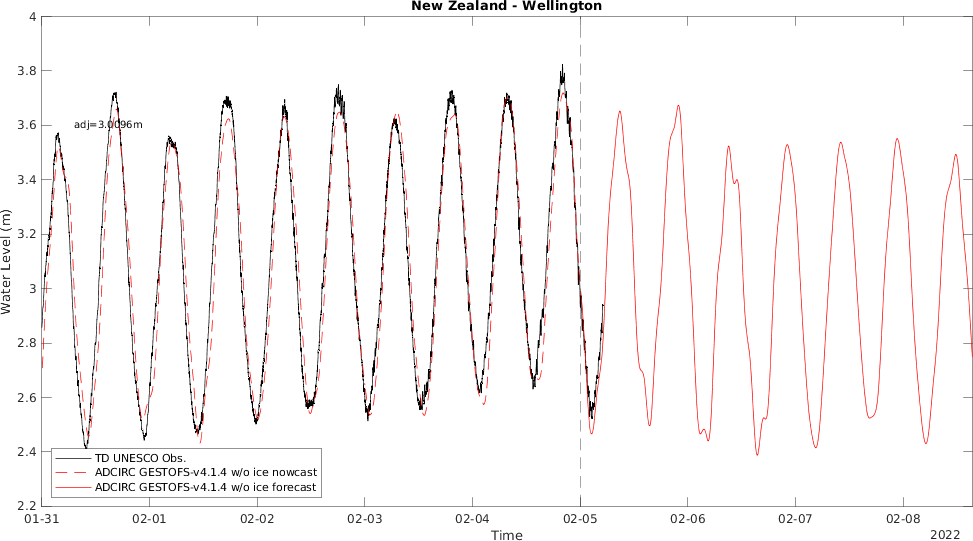 New Zealand - Wellington
4
3.8
3.6
3.4
3.2
3
2.8
2.6
2.4
2.2
Water Level (m)
adj=3.0096m
TD UNESCO Obs.
ADCIRC GESTOFS-v4.1.4 w/o ice nowcast
ADCIRC GESTOFS-v4.1.4 w/o ice forecast
01-31 02-01 02-02 02-03 02-04 02-05 02-06 02-07 02-08
Time
2022